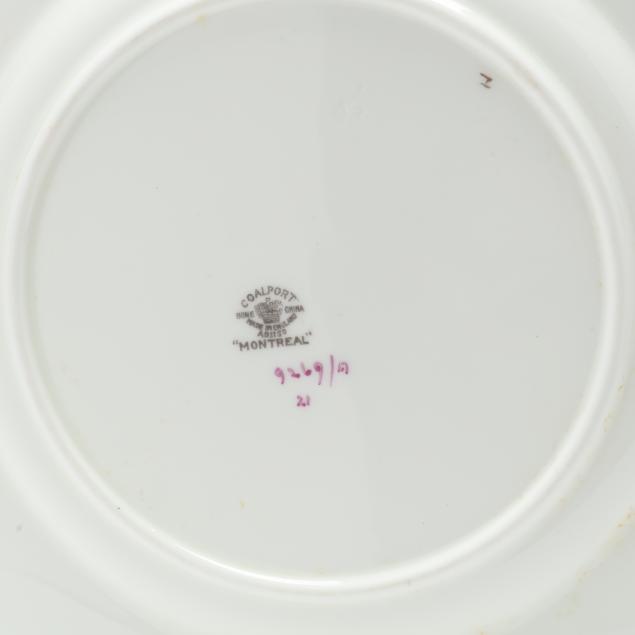 COALPORT
BONE CHINA
MADE IN ENGLAND
"MONTREAL"
9269/A
21